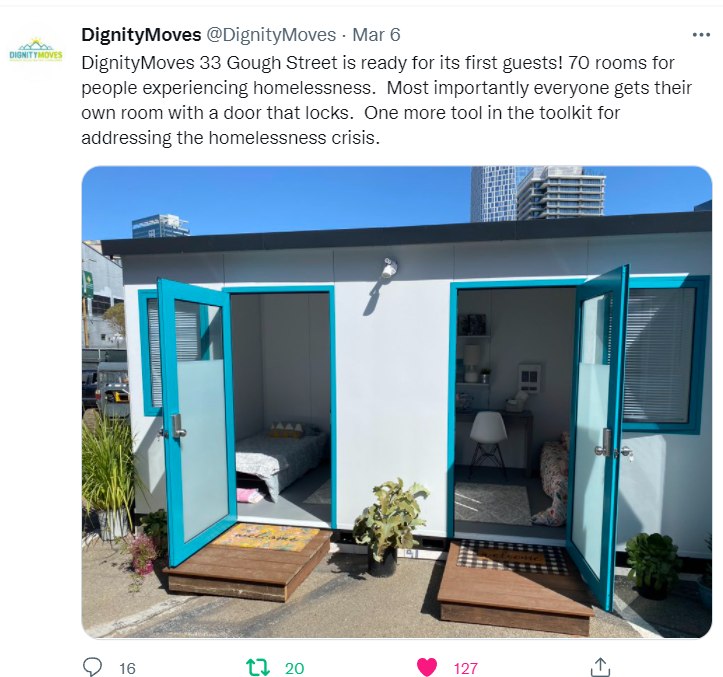 DIGNITYMOVES
DignityMoves @DignityMoves · Mar 6
DignityMoves 33 Gough Street is ready for its first guests! 70 rooms for
people experiencing homelessness.  Most importantly everyone gets their
own room with a door that locks.  One more tool in the toolkit for
addressing the homelessness crisis.
welcome
welcome
16
20
127